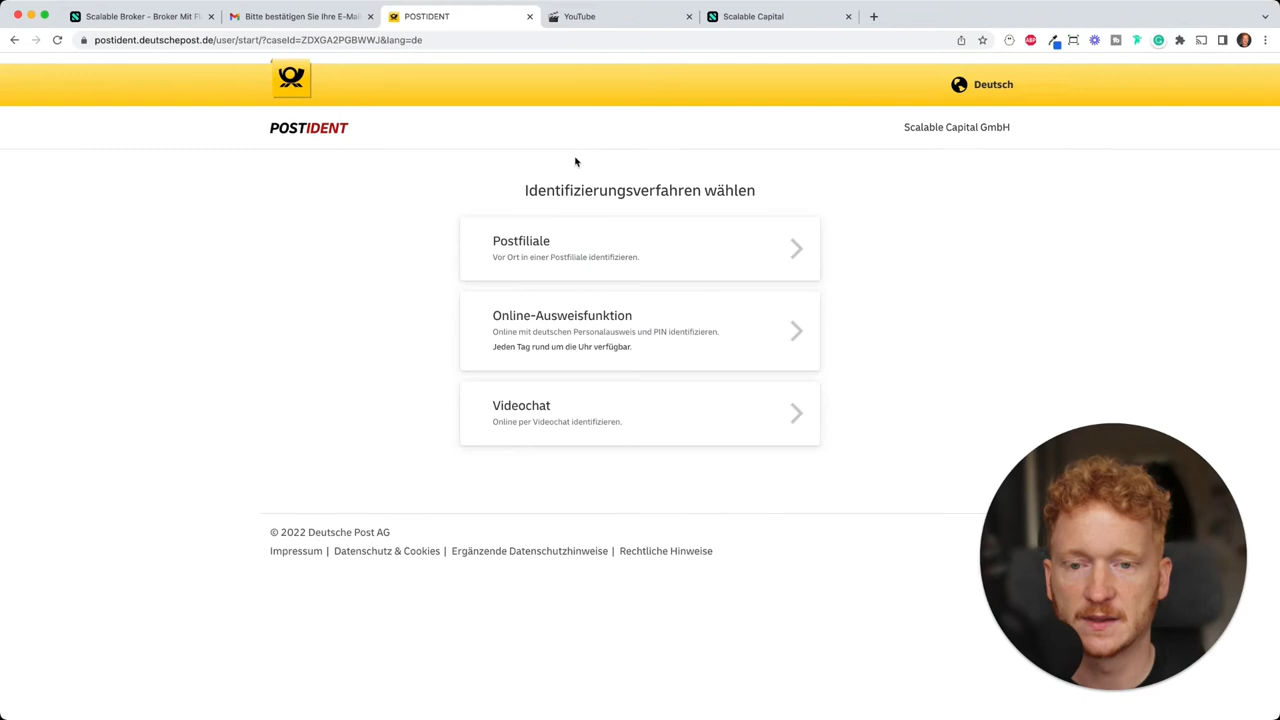 Scalable Broker - Broker Mit Fl
Bitte bestätigen Sie Ihre E-Mai
POSTIDENT
YouTube
Scalable Capital
postident.deutschepost.de/user/start/?caseId=ZDXGA2PGBWWJ&lang=de
ABP
Deutsch
POSTIDENT
Scalable Capital GmbH
Identifizierungsverfahren wählen
Postfiliale
Vor Ort in einer Postfiliale identifizieren.
Online-Ausweisfunktion
Online mit deutschen Personalausweis und PIN identifizieren.
Jeden Tag rund um die Uhr verfügbar.
Videochat
Online per Videochat identifizieren.
© 2022 Deutsche Post AG
Impressum | Datenschutz & Cookies | Ergänzende Datenschutzhinweise | Rechtliche Hinweise